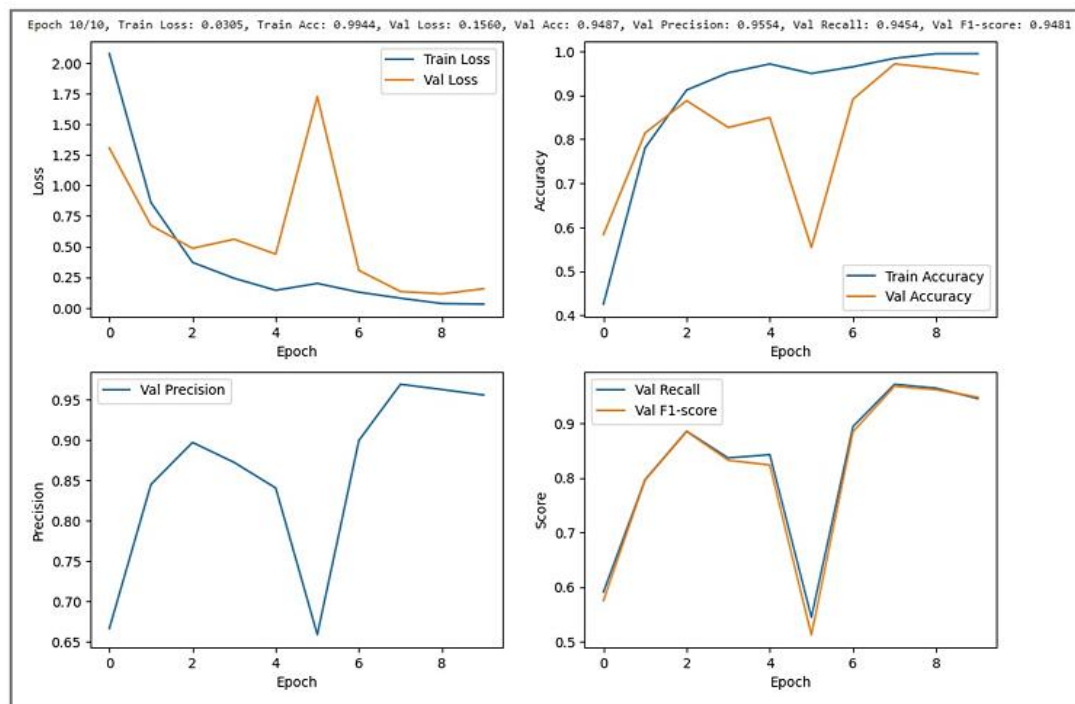 Epoch 10/10, Train Loss: 0.0305, Train Acc: 0.9944, Val Loss: 0.1560, Val Acc: 0.9487, Val Precision: 0.9554, Val Recall: 0.9454, Val F1-score: 0.9481
Train Loss
Val Loss
Loss
2.00
1.75
1.50
1.25
1.00
0.75
0.50
0.25
0.00
0 2 4 6 8
Epoch
Train Accuracy
Val Accuracy
Accuracy
1.0
0.9
0.8
0.7
0.6
0.5
0.4
0 2 4 6 8
Epoch
Val Precision
Precision
0.95
0.90
0.85
0.80
0.75
0.70
0.65
0 2 4 6 8
Epoch
Val Recall
Val F1-score
Score
0.9
0.8
0.7
0.6
0.5
0 2 4 6 8
Epoch